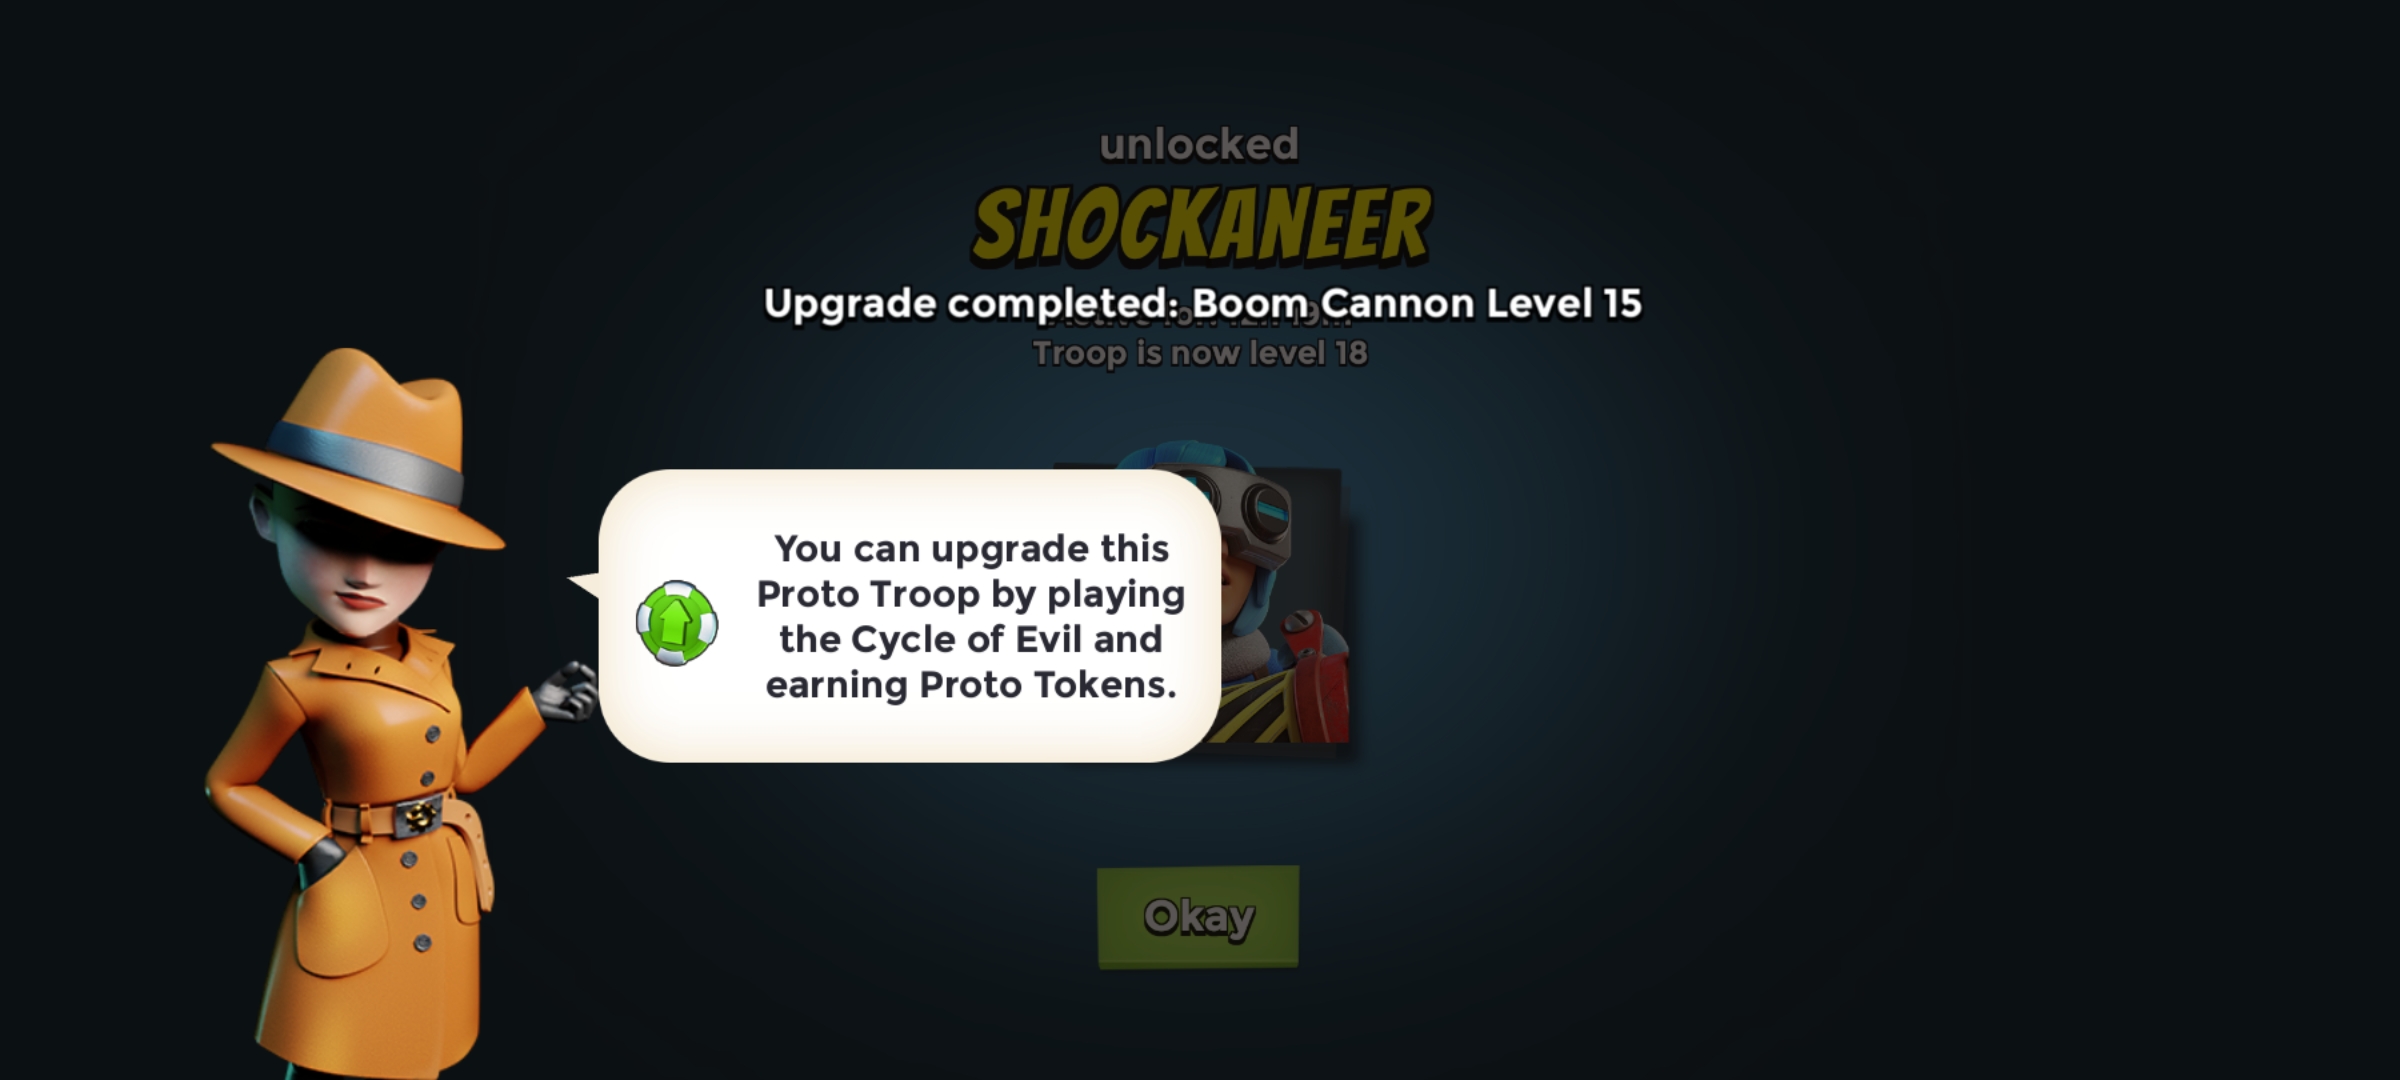 unlocked
SHOCKANEER
Upgrade completed: Boom Cannon Level 15
Troop is now level 18
You can upgrade this
Proto Troop by playing
the Cycle of Evil and
earning Proto Tokens.
Okay